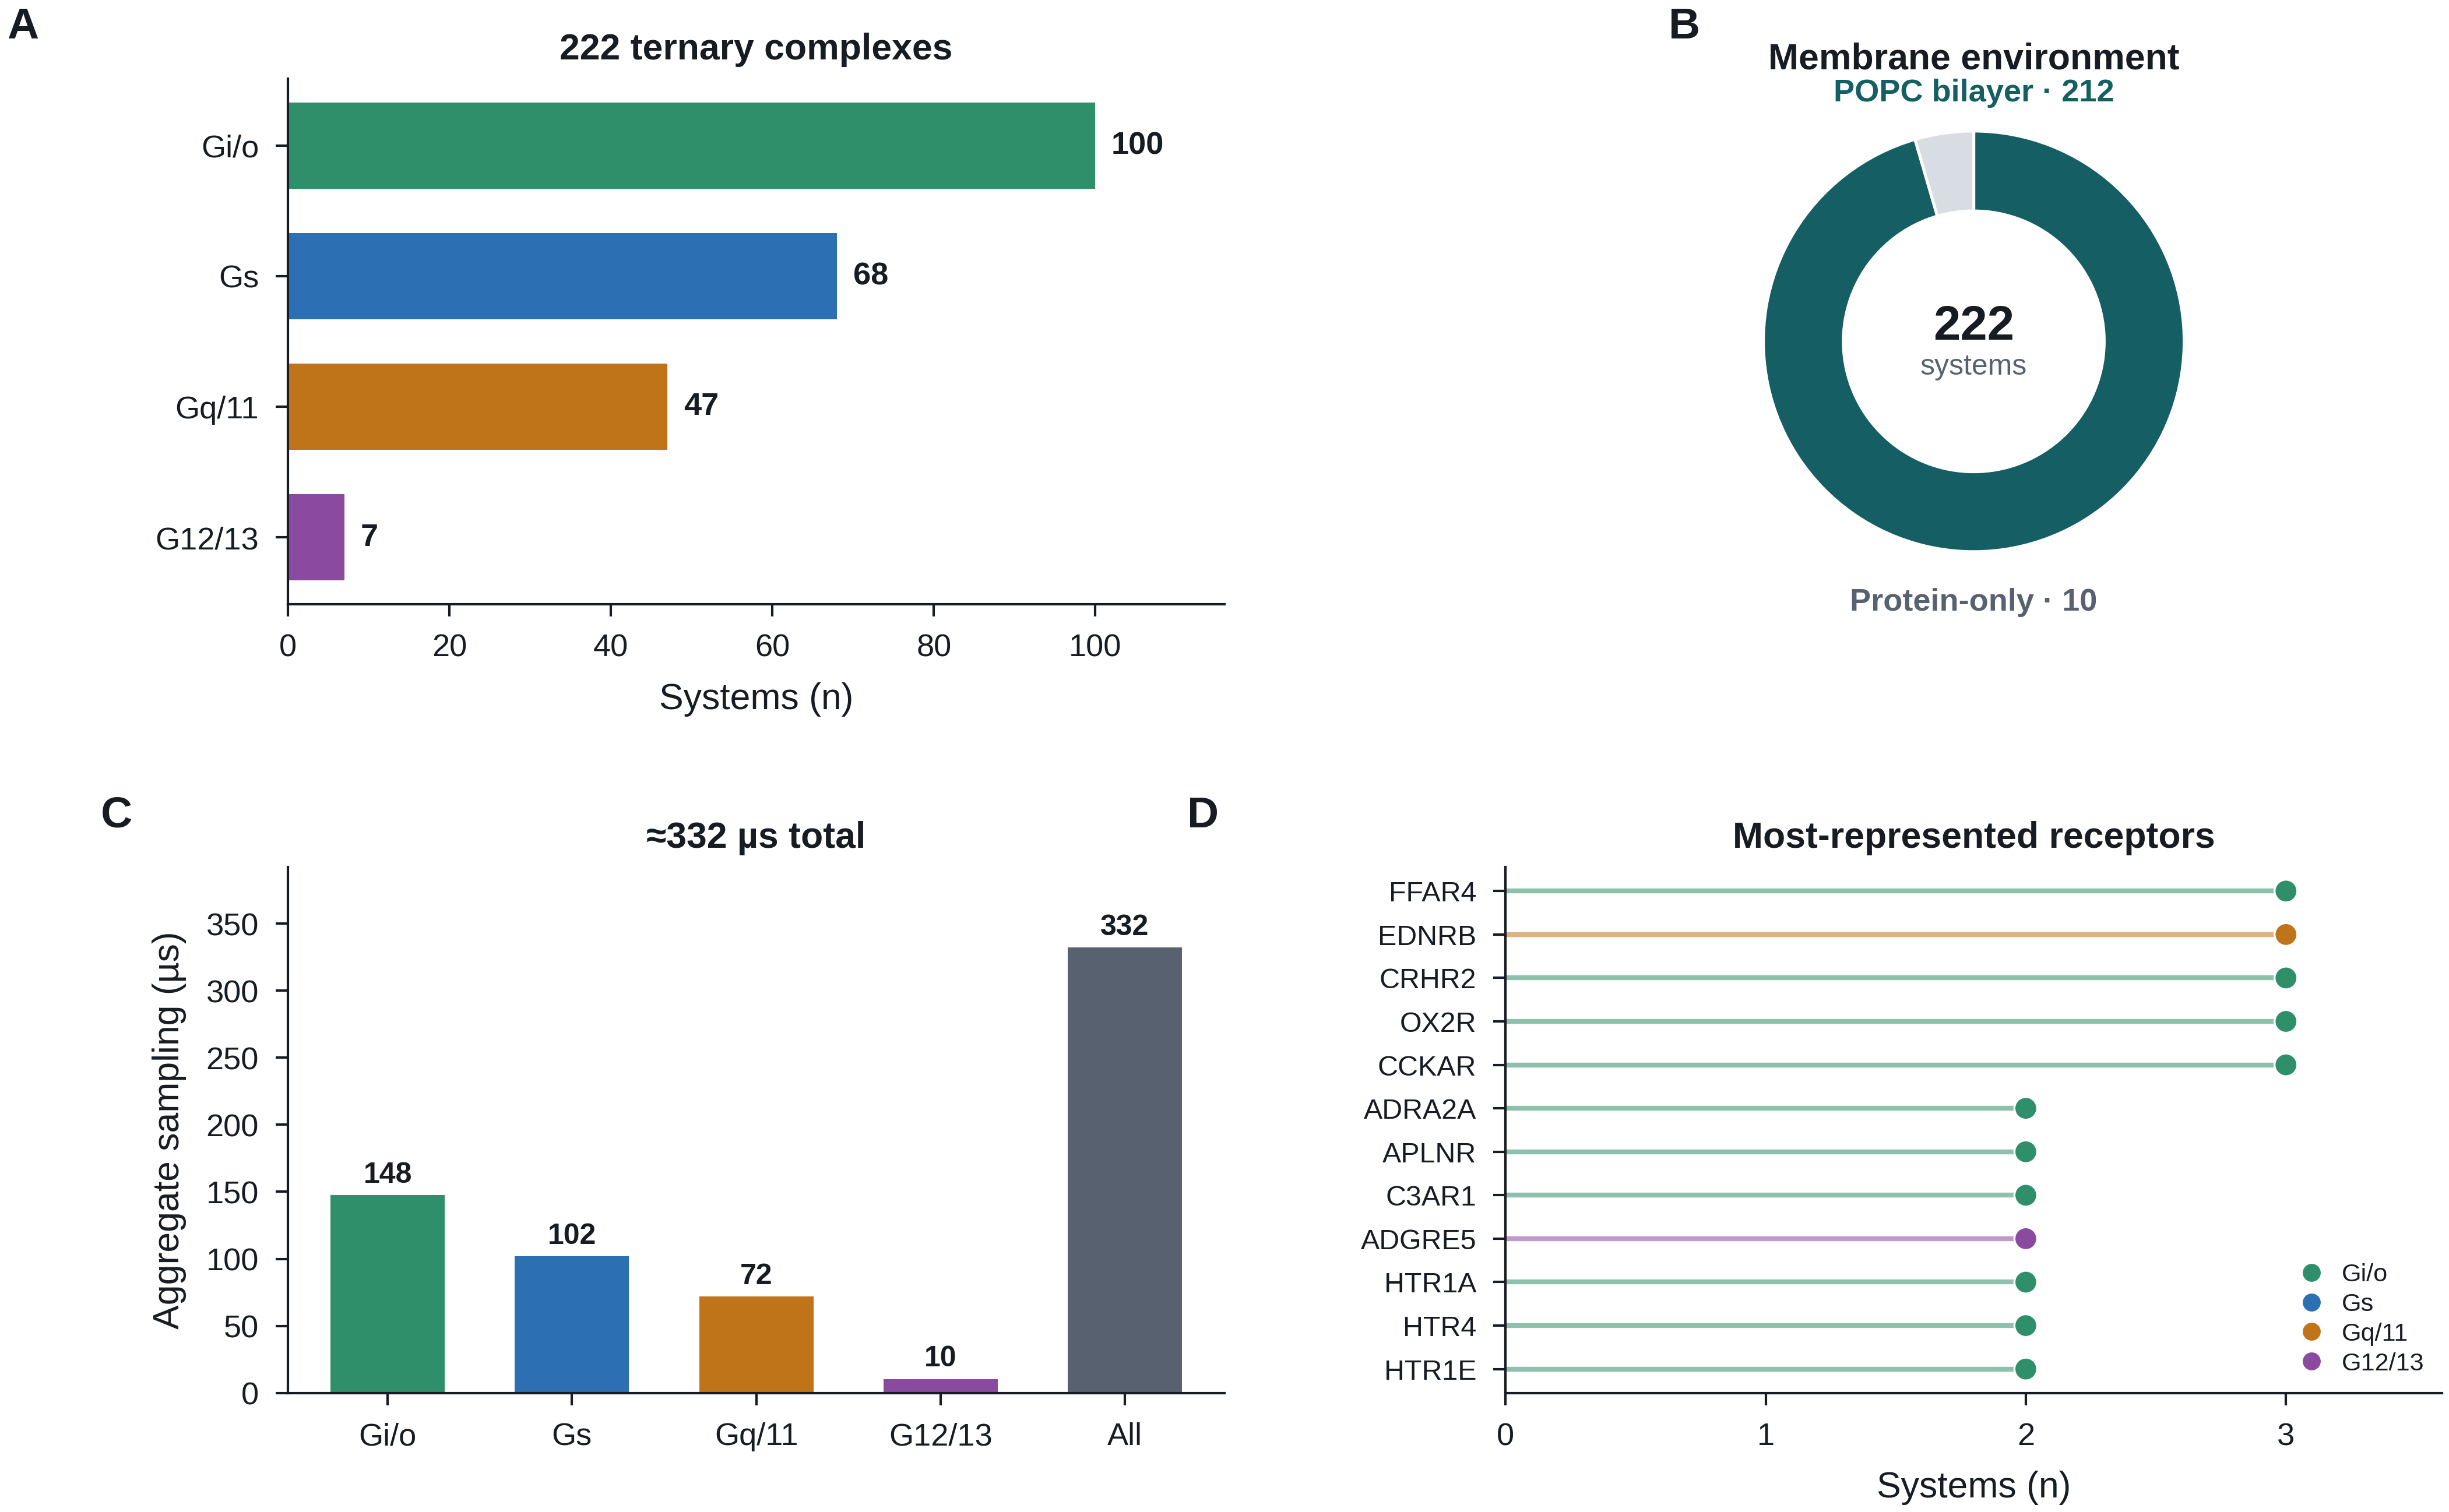 A
222 ternary complexes
Gi/o
100
Gs
68
Gq/11
47
G12/13
7
0 20 40 60 80 100
Systems (n)
B
Membrane environment
POPC bilayer · 212
222
systems
Protein-only · 10
C
≈332 µs total
Aggregate sampling (µs)
350
300
250
200
150
100
50
0
148
102
72
10
332
Gi/o Gs Gq/11 G12/13 All
D
Most-represented receptors
FFAR4
EDNRB
CRHR2
OX2R
CCKAR
ADRA2A
APLNR
C3AR1
ADGRE5
HTR1A
HTR4
HTR1E
Gi/o
Gs
Gq/11
G12/13
0 1 2 3
Systems (n)